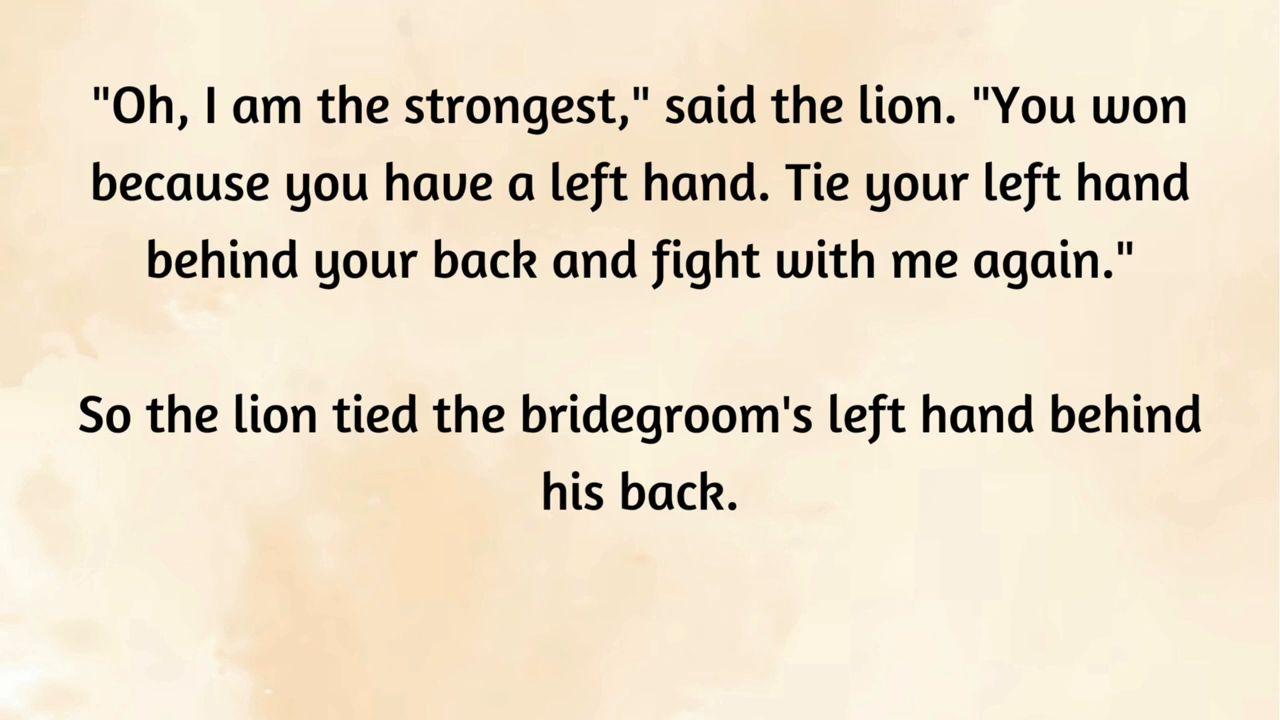 "Oh, I am the strongest," said the lion. "You won
because you have a left hand. Tie your left hand
behind your back and fight with me again."
So the lion tied the bridegroom's left hand behind
his back.